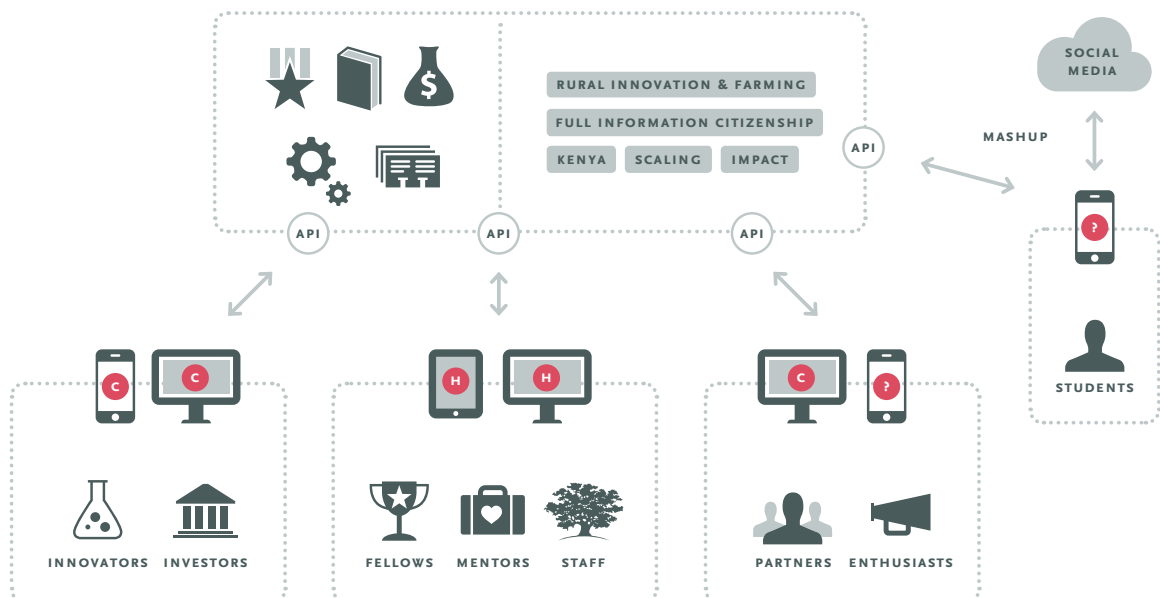 SOCIAL
MEDIA
$
RURAL INNOVATION & FARMING
FULL INFORMATION CITIZENSHIP
KENYA SCALING IMPACT
API
MASHUP
API API API
?
C C H H C ?
STUDENTS
INNOVATORS INVESTORS FELLOWS MENTORS STAFF PARTNERS ENTHUSIASTS